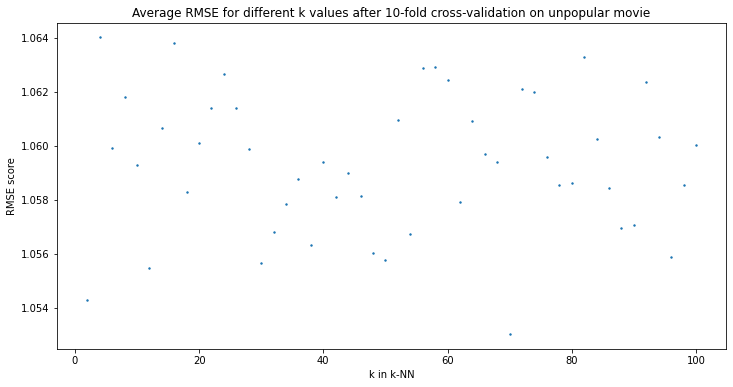 Average RMSE for different k values after 10-fold cross-validation on unpopular movie
1.064
1.062
1.060
1.058
1.056
1.054
RMSE score
0 20 40 60 80 100
k in k-NN